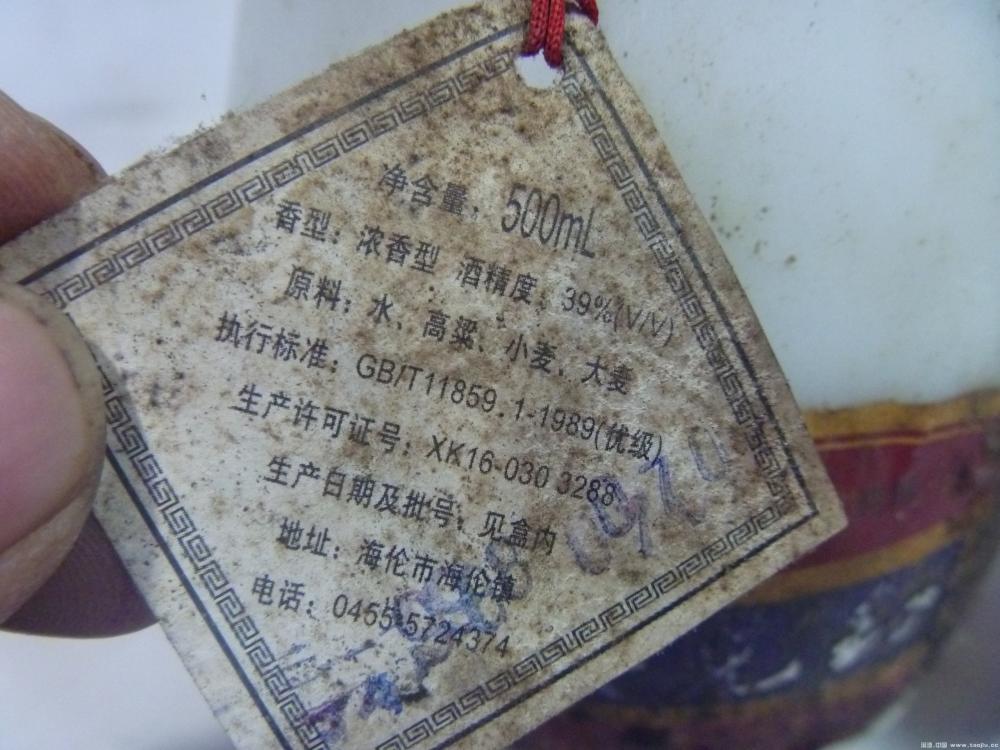 净含量：500mL
香型：浓香型 酒精度：39%(V/V)
原料：水、高粱、小麦、大麦
执行标准：GB/T11859.1-1989(优级)
生产许可证号：XK16-030 3288
生产日期及批号：见盒内
地址：海伦市海伦镇
电话：0455-5724374
www.taojiu.cc